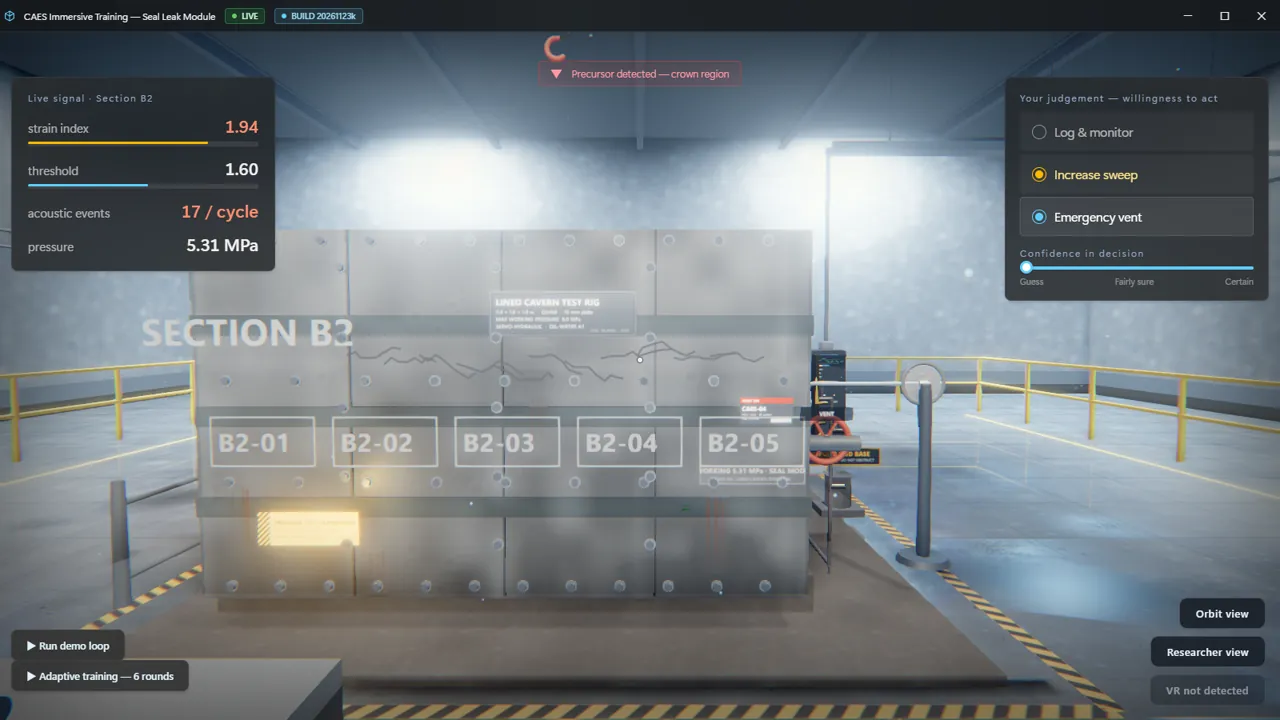 CAES Immersive Training — Seal Leak Module
LIVE
BUILD 20261123k
Precursor detected — crown region
Live signal · Section B2
strain index 1.94
threshold 1.60
acoustic events 17 / cycle
pressure 5.31 MPa
Your judgement — willingness to act
Log & monitor
Increase sweep
Emergency vent
Confidence in decision
Guess Fairly sure Certain
LINED CAVERN TEST RIG
SECTION B2
VENT
B2-01 B2-02 B2-03 B2-04 B2-05
▶ Run demo loop
▶ Adaptive training — 6 rounds
Orbit view
Researcher view
VR not detected